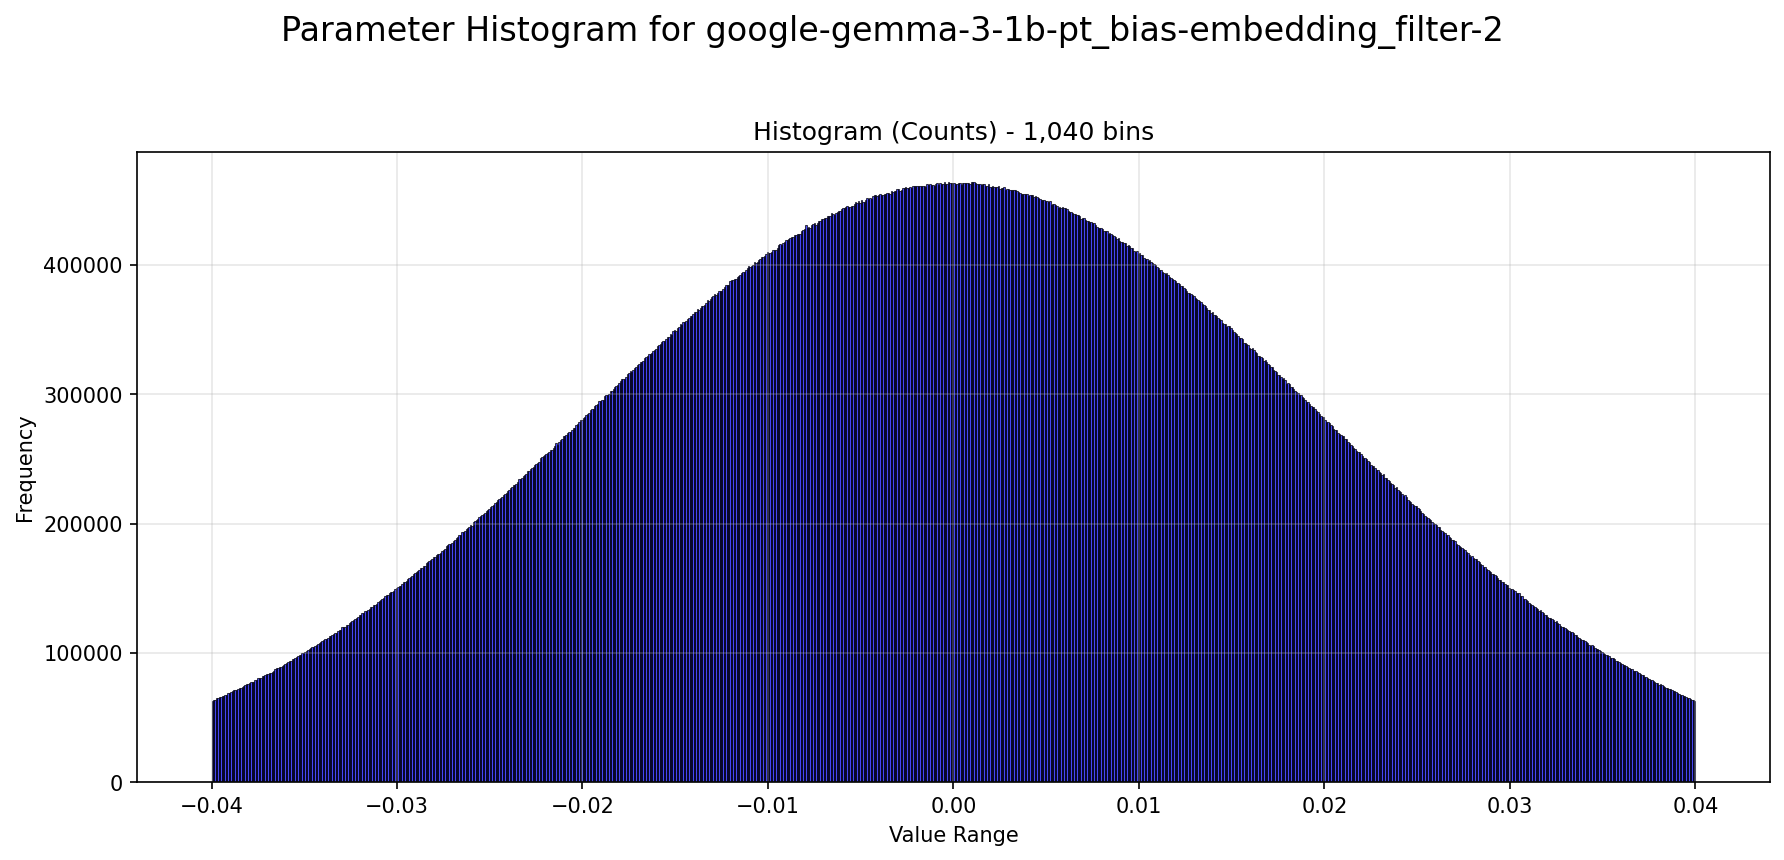 Parameter Histogram for google-gemma-3-1b-pt_bias-embedding_filter-2
Histogram (Counts) - 1,040 bins
Frequency
400000
300000
200000
100000
0
−0.04 −0.03 −0.02 −0.01 0.00 0.01 0.02 0.03 0.04
Value Range